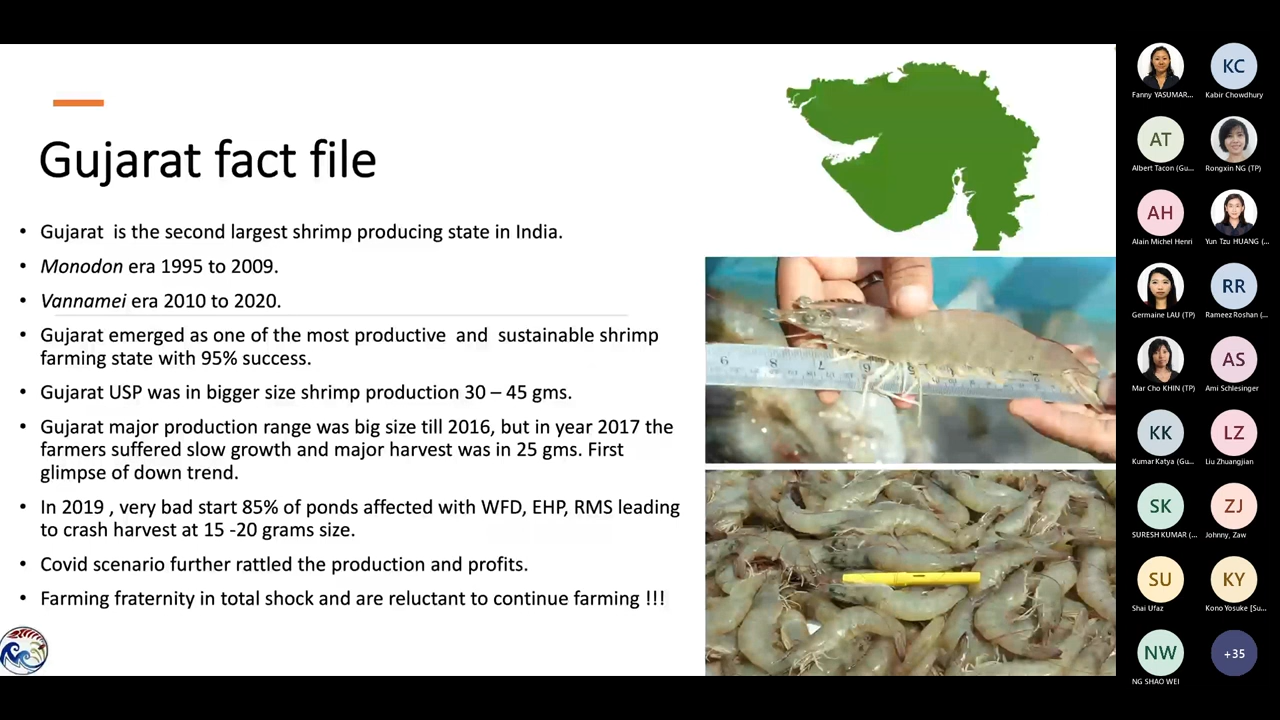 Gujarat fact file
• Gujarat  is the second largest shrimp producing state in India.
• Monodon era 1995 to 2009.
• Vannamei era 2010 to 2020.
• Gujarat emerged as one of the most productive  and  sustainable shrimp
farming state with 95% success.
• Gujarat USP was in bigger size shrimp production 30 – 45 gms.
• Gujarat major production range was big size till 2016, but in year 2017 the
farmers suffered slow growth and major harvest was in 25 gms. First
glimpse of down trend.
• In 2019 , very bad start 85% of ponds affected with WFD, EHP, RMS leading
to crash harvest at 15 -20 grams size.
• Covid scenario further rattled the production and profits.
• Farming fraternity in total shock and are reluctant to continue farming !!!
9 8 7 6 2
Fanny YASUMAR...
KC
Kabir Chowdhury
AT
Albert Tacon (Gu...
Rongxin NG (TP)
AH
Alain Michel Henri
Yun Tzu HUANG (...
Germaine LAU (TP)
RR
Rameez Roshan (...
Mar Cho KHIN (TP)
AS
Ami Schlesinger
KK
Kumar Katya (Gu...
LZ
Liu Zhuangjian
SK
SURESH KUMAR (...
ZJ
Johnny, Zaw
SU
Shai Ufaz
KY
Kono Yosuke [Su...
NW
NG SHAO WEI
+35